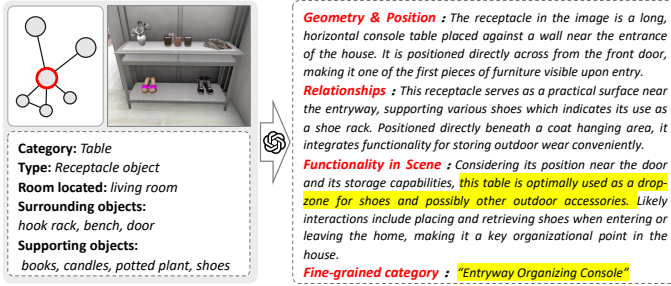 Category: Table
Type: Receptacle object
Room located: living room
Surrounding objects:
hook rack, bench, door
Supporting objects:
books, candles, potted plant, shoes
Geometry & Position : The receptacle in the image is a long,
horizontal console table placed against a wall near the entrance
of the house. It is positioned directly across from the front door,
making it one of the first pieces of furniture visible upon entry.
Relationships : This receptacle serves as a practical surface near
the entryway, supporting various shoes which indicates its use as
a shoe rack. Positioned directly beneath a coat hanging area, it
integrates functionality for storing outdoor wear conveniently.
Functionality in Scene : Considering its position near the door
and its storage capabilities, this table is optimally used as a drop-
zone for shoes and possibly other outdoor accessories. Likely
interactions include placing and retrieving shoes when entering or
leaving the home, making it a key organizational point in the
house.
Fine-grained category : “Entryway Organizing Console”